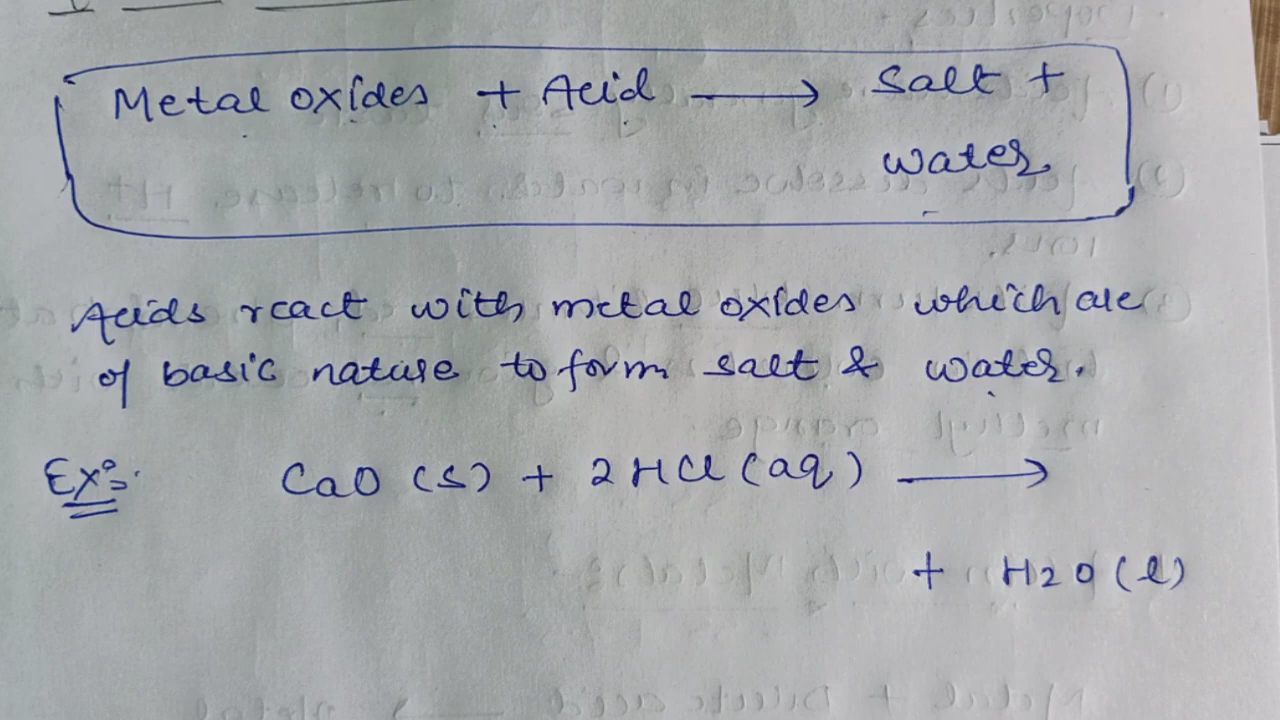 Metal oxides + Acid → Salt +
water.
Acids react with metal oxides which are
of basic nature to form salt & water.
Ex:- CaO (s) + 2HCl (aq) →
+ H2O (l)